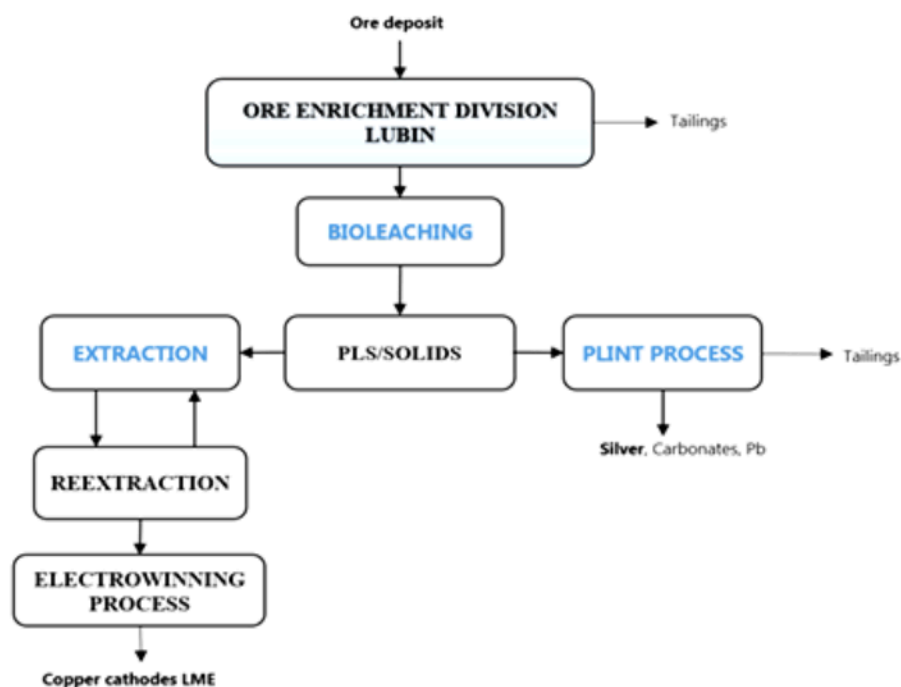 Ore deposit
ORE ENRICHMENT DIVISION
LUBIN
Tailings
BIOLEACHING
EXTRACTION
PLS/SOLIDS
PLINT PROCESS
Tailings
Silver, Carbonates, Pb
REEXTRACTION
ELECTROWINNING
PROCESS
Copper cathodes LME